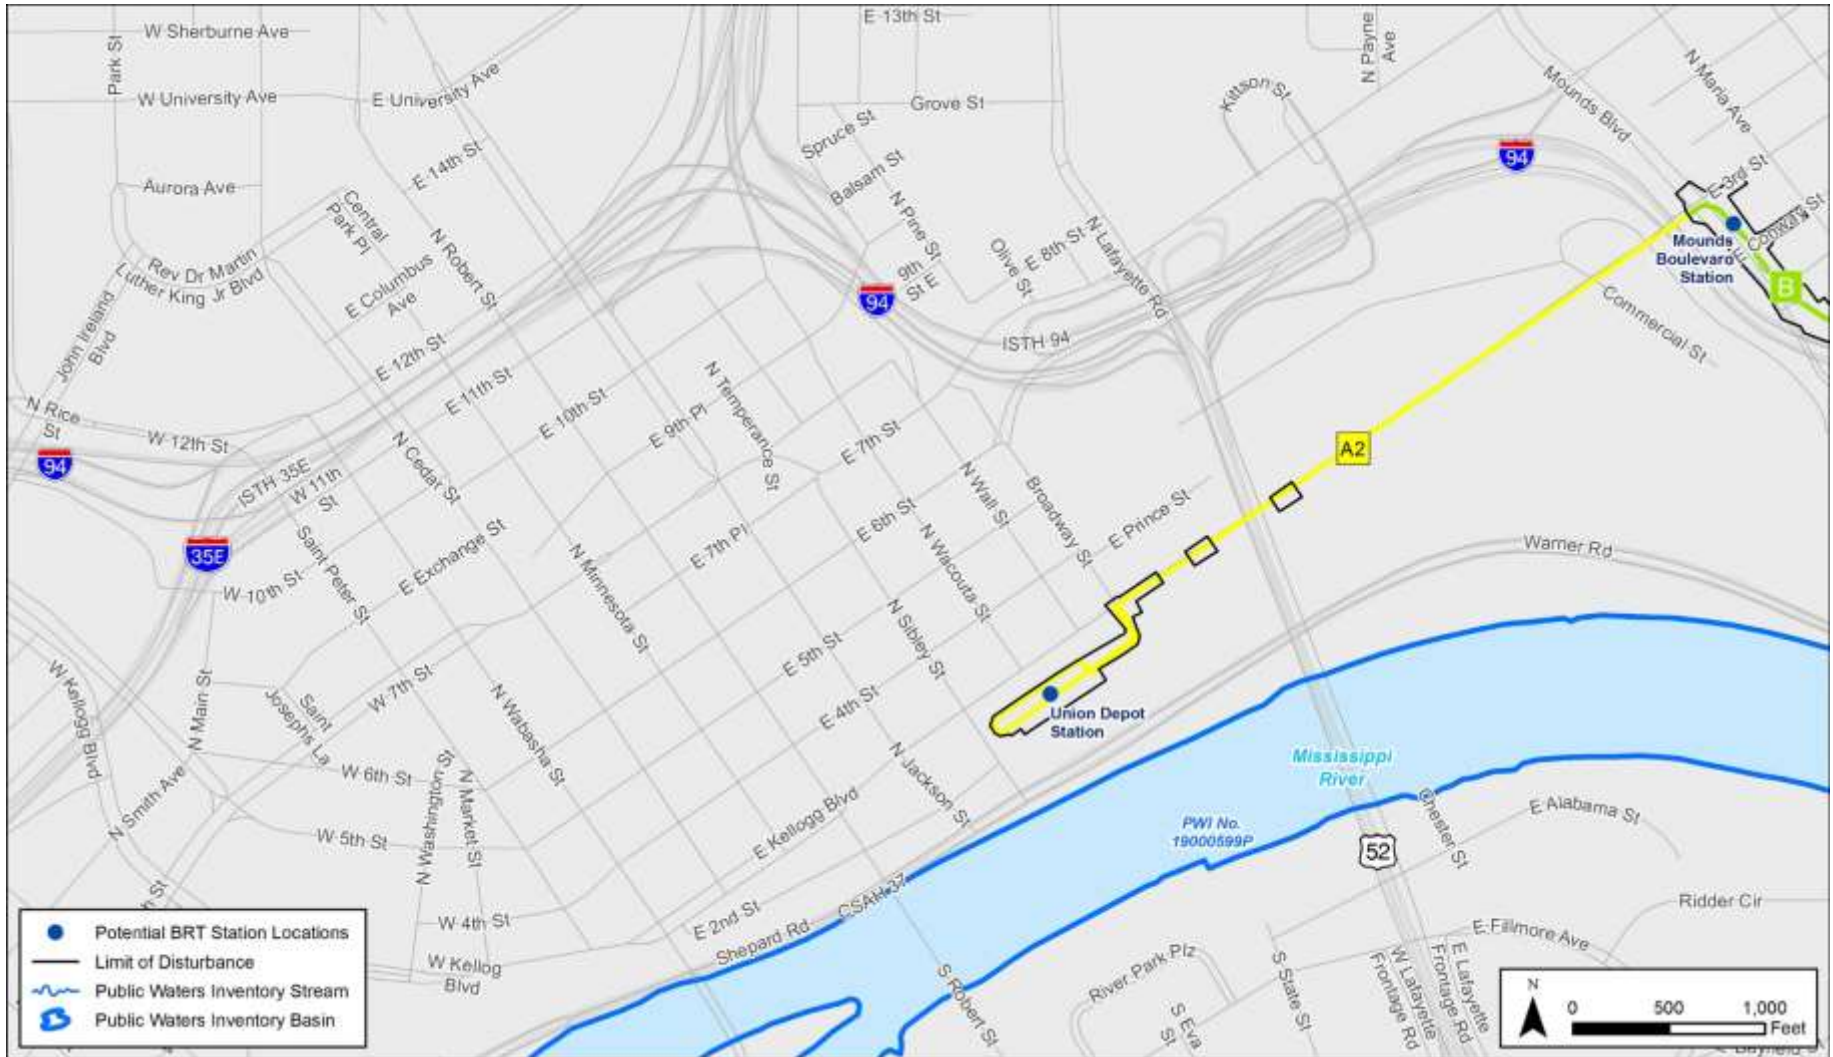 E 13th St
W Sherburne Ave
Park St
N Payne
Ave
N Maria Ave
Mounds Blvd
W University Ave
E University Ave
Grove St
Kittson St
Spruce St
94
E 14th St
Balsam St
E 3rd St
Aurora Ave
Central
Park Pl
N Pine St
N Robert St
N Lafayette Rd
Conway St
Mounds
Boulevard
Station
Olive St
E 8th St
Rev Dr Martin
Luther King Jr Blvd
E Columbus
Ave
9th
St E
B
94
Commercial St
John Ireland
Blvd
ISTH 94
E 12th St
E 11th St
N Temperance St
N Rice
St
W 12th St
E 10th St
E 9th Pl
E 7th St
A2
94
N Cedar St
ISTH 35E
W 11th
St
N Wall St
Broadway St
E Prince St
35E
Saint Peter St
E Exchange St
E 7th Pl
E 6th St
N Wacouta St
Warner Rd
W 10th St
N Minnesota St
N Sibley St
E 5th St
W Kellogg Blvd
N Main St
Saint
Josephs La
W 7th St
N Wabasha St
E 4th St
Union Depot
Station
N Jackson St
Mississippi
River
W 6th St
N Washington St
N Market St
N Smith Ave
W 5th St
E Kellogg Blvd
PWI No.
19000599P
Chester St
E Alabama St
52
CSAH 37
Ridder Cir
W 4th St
E 2nd St
Shepard Rd
E Fillmore Ave
W Kellog
Blvd
S Robert St
River Park Plz
S Eva
St
S State St
W Lafayette
Frontage Rd
E Lafayette
Frontage Rd
Potential BRT Station Locations
Limit of Disturbance
Public Waters Inventory Stream
Public Waters Inventory Basin
N
0 500 1,000
Feet